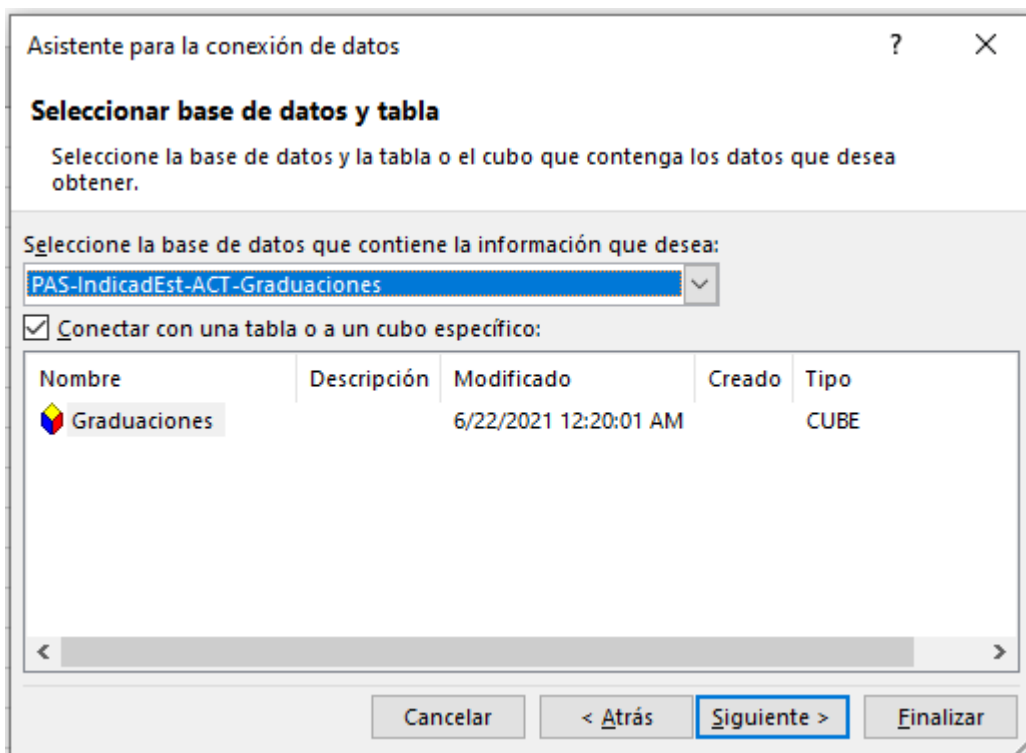 Asistente para la conexión de datos ? ×
Seleccionar base de datos y tabla
Seleccione la base de datos y la tabla o el cubo que contenga los datos que desea
obtener.
Seleccione la base de datos que contiene la información que desea:
PAS-IndicadEst-ACT-Graduaciones
Conectar con una tabla o a un cubo específico:
Nombre Descripción Modificado Creado Tipo
Graduaciones 6/22/2021 12:20:01 AM CUBE
Cancelar < Atrás Siguiente > Finalizar